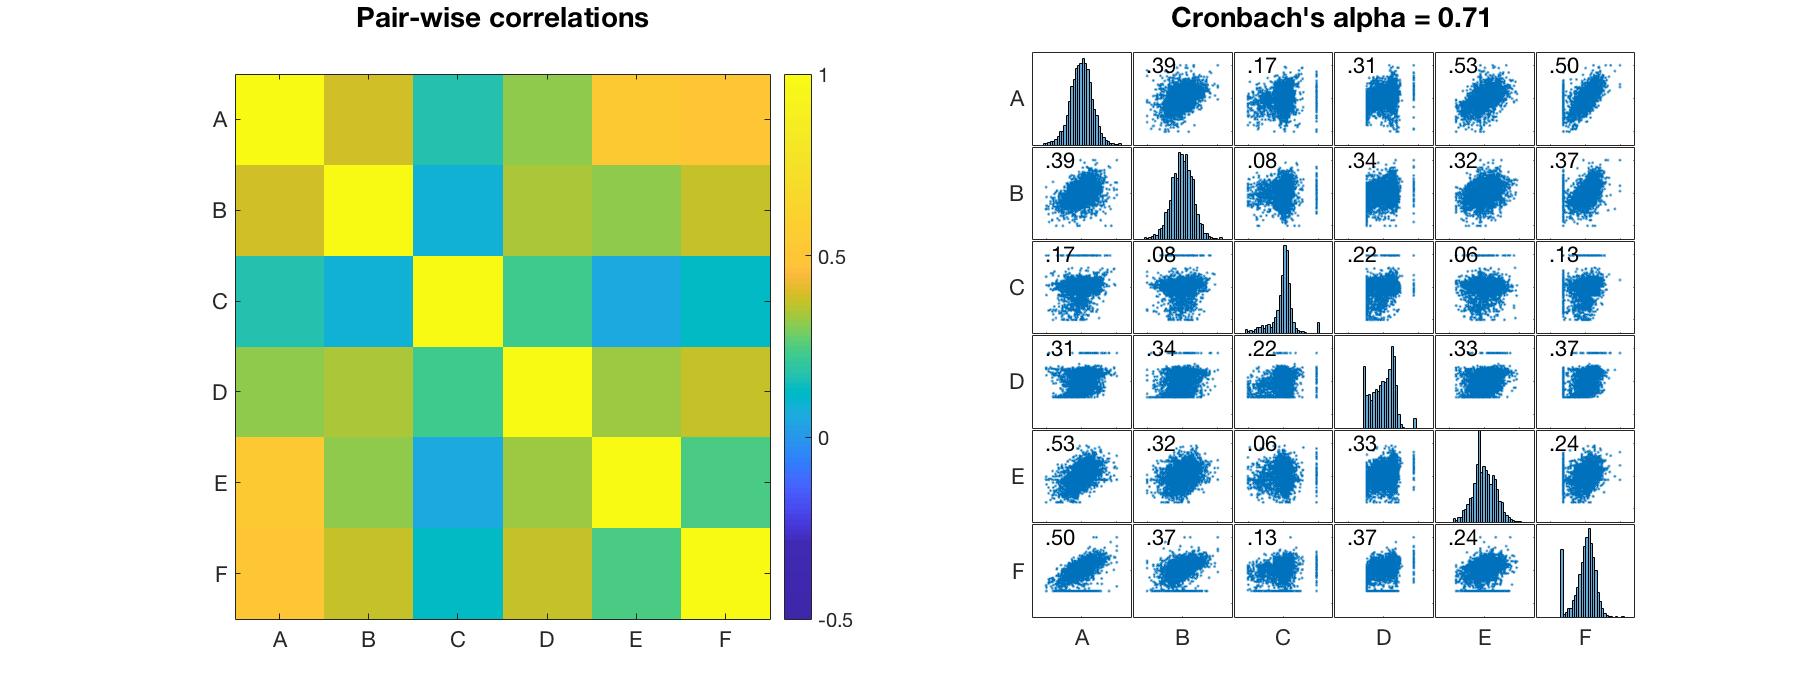 Pair-wise correlations
A
B
C
D
E
F
A B C D E F
1
0.5
0
-0.5
Cronbach's alpha = 0.71
A .39 .17 .31 .53 .50
B .39 .08 .34 .32 .37
C .17 .08 .22 .06 .13
D .31 .34 .22 .33 .37
E .53 .32 .06 .33 .24
F .50 .37 .13 .37 .24
A B C D E F